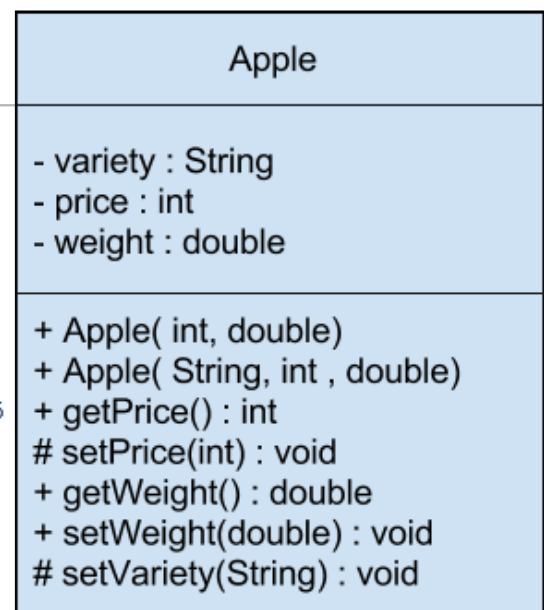 Apple
- variety : String
- price : int
- weight : double
+ Apple( int, double)
+ Apple( String, int , double)
+ getPrice() : int
# setPrice(int) : void
+ getWeight() : double
+ setWeight(double) : void
# setVariety(String) : void